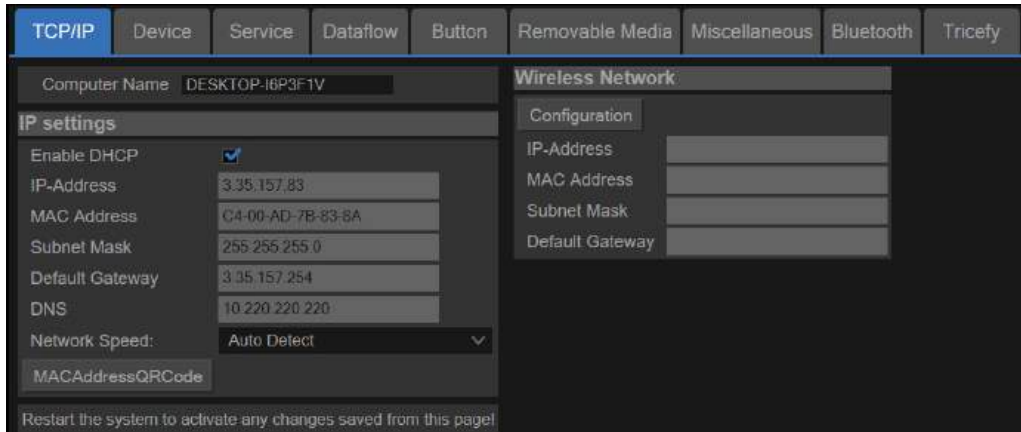 TCP/IP Device Service Dataflow Button Removable Media Miscellaneous Bluetooth Tricefy
Computer Name DESKTOP-I6P3F1V
IP settings
Enable DHCP
IP-Address 3.35.157.83
MAC Address C4-00-AD-7B-83-8A
Subnet Mask 255.255.255.0
Default Gateway 3.35.157.254
DNS 10.220.220.220
Network Speed: Auto Detect
MACAddressQRCode
Restart the system to activate any changes saved from this page!
Wireless Network
Configuration
IP-Address
MAC Address
Subnet Mask
Default Gateway